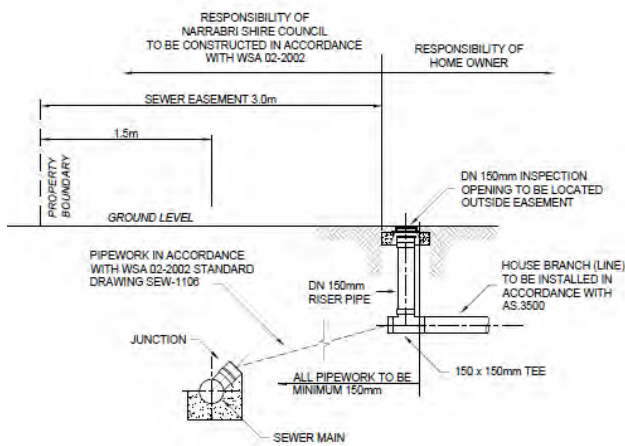 RESPONSIBILITY OF
NARRABRI SHIRE COUNCIL
TO BE CONSTRUCTED IN ACCORDANCE
WITH WSA 02-2002
RESPONSIBILITY OF
HOME OWNER
SEWER EASEMENT 3.0m
1.5m
PROPERTY
BOUNDARY
GROUND LEVEL
DN 150mm INSPECTION
OPENING TO BE LOCATED
OUTSIDE EASEMENT
PIPEWORK IN ACCORDANCE
WITH WSA 02-2002 STANDARD
DRAWING SEW-1106
DN 150mm
RISER PIPE
HOUSE BRANCH (LINE)
TO BE INSTALLED IN
ACCORDANCE WITH
AS.3500
JUNCTION
ALL PIPEWORK TO BE
MINIMUM 150mm
150 x 150mm TEE
SEWER MAIN